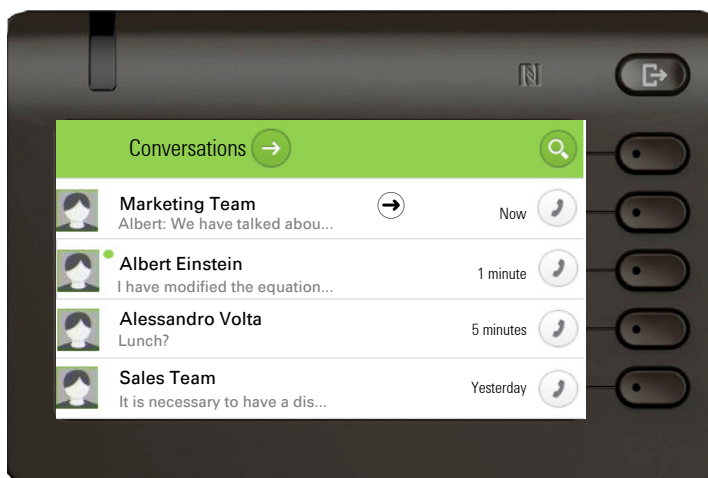 Conversations
Marketing Team
Now
Albert: We have talked abou...
Albert Einstein
1 minute
I have modified the equation...
Alessandro Volta
5 minutes
Lunch?
Sales Team
Yesterday
It is necessary to have a dis...